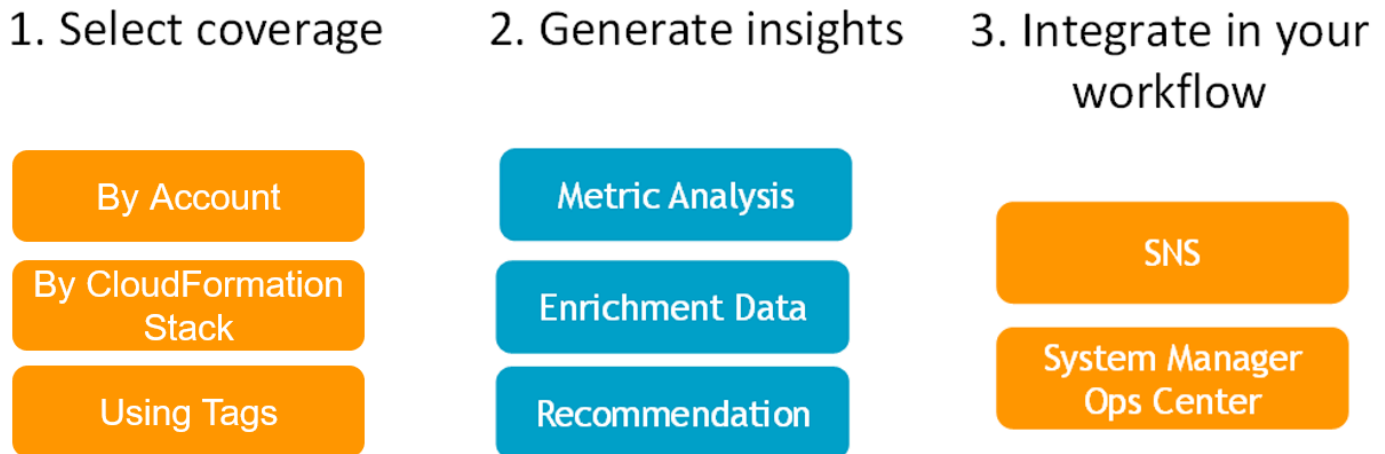 1. Select coverage
By Account
By CloudFormation
Stack
Using Tags
2. Generate insights
Metric Analysis
Enrichment Data
Recommendation
3. Integrate in your
workflow
SNS
System Manager
Ops Center